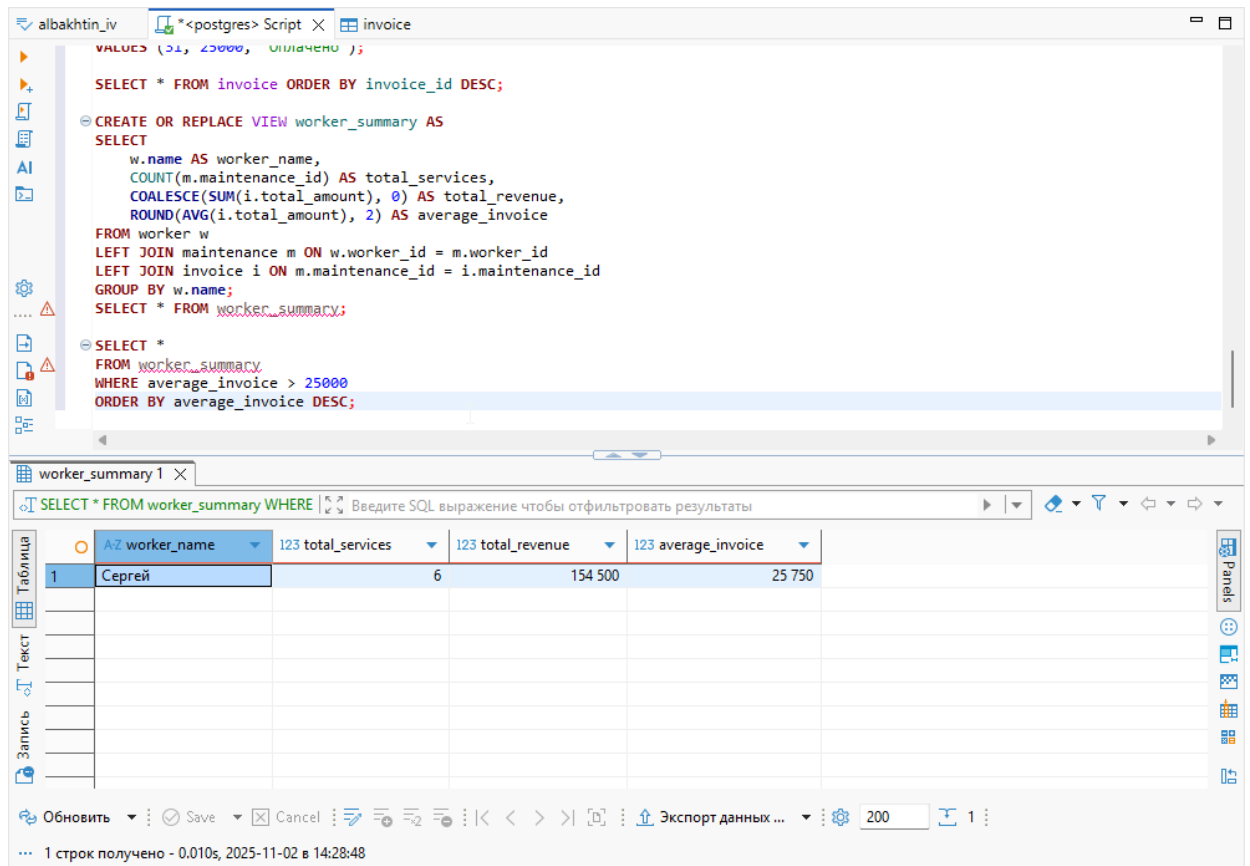 albakhtin_iv
*<postgres> Script
invoice
VALUES (31, 25000, 'Оплачено');
SELECT * FROM invoice ORDER BY invoice_id DESC;
CREATE OR REPLACE VIEW worker_summary AS
SELECT
w.name AS worker_name,
COUNT(m.maintenance_id) AS total_services,
COALESCE(SUM(i.total_amount), 0) AS total_revenue,
ROUND(AVG(i.total_amount), 2) AS average_invoice
FROM worker w
LEFT JOIN maintenance m ON w.worker_id = m.worker_id
LEFT JOIN invoice i ON m.maintenance_id = i.maintenance_id
GROUP BY w.name;
SELECT * FROM worker_summary;
SELECT *
FROM worker_summary
WHERE average_invoice > 25000
ORDER BY average_invoice DESC;
AI
worker_summary 1
SELECT * FROM worker_summary WHERE
Введите SQL выражение чтобы отфильтровать результаты
Таблица
Текст
Запись
A-Z worker_name 123 total_services 123 total_revenue 123 average_invoice
1 Сергей 6 154 500 25 750
Panels
Обновить Save Cancel Экспорт данных ... 200 1
1 строк получено - 0.010s, 2025-11-02 в 14:28:48